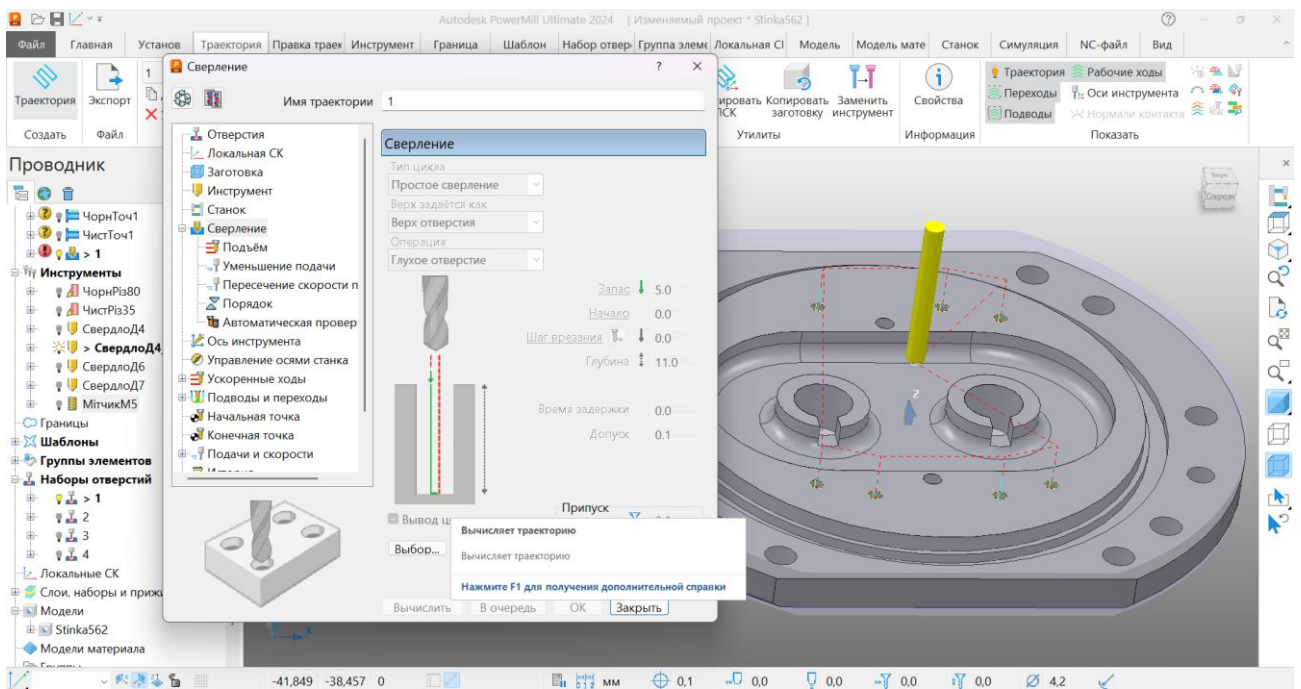 Autodesk PowerMill Ultimate 2024 [ Изменяемый проект * Stinka562 ]
Файл Главная Установ Траектория Правка траек Инструмент Граница Шаблон Набор отвер Группа элеме Локальная СІ Модель Модель мате Станок Симуляция NC-файл Вид
Траектория Экспорт 1
Создать Файл
ировать Копировать Заменить
ПСК заготовку инструмент
Утилиты
Свойства
Информация
Траектория Рабочие ходы
Переходы Оси инструмента
Подводы Нормали контакта
Показать
Проводник
ЧорнТоч1
ЧистТоч1
> 1
Инструменты
ЧорнРіз80
ЧистРіз35
СвердлоД4
> СвердлоД4
СвердлоД6
СвердлоД7
МітчикМ5
Границы
Шаблоны
Группы элементов
Наборы отверстий
> 1
2
3
4
Локальные СК
Слои, наборы и прижи
Модели
Stinka562
Модели материала
Группы
Сверление ? ×
Имя траектории 1
Отверстия
Локальная СК
Заготовка
Инструмент
Станок
Сверление
Подъём
Уменьшение подачи
Пересечение скорости п
Порядок
Автоматическая провер
Ось инструмента
Управление осями станка
Ускоренные ходы
Подводы и переходы
Начальная точка
Конечная точка
Подачи и скорости
История
Сверление
Тип цикла
Простое сверление
Верх задаётся как
Верх отверстия
Операция
Глухое отверстие
Запас 5.0
Начало 0.0
Шаг врезания 0.0
Глубина 11.0
Время задержки 0.0
Допуск 0.1
Припуск
Вывод ц
Выбор...
Вычисляет траекторию
Вычисляет траекторию
Нажмите F1 для получения дополнительной справки
Вычислить В очередь ОК Закрыть
Спереди
Z
X
-41,849 -38,457 0 мм 0,1 0,0 0,0 0,0 0,0 4,2